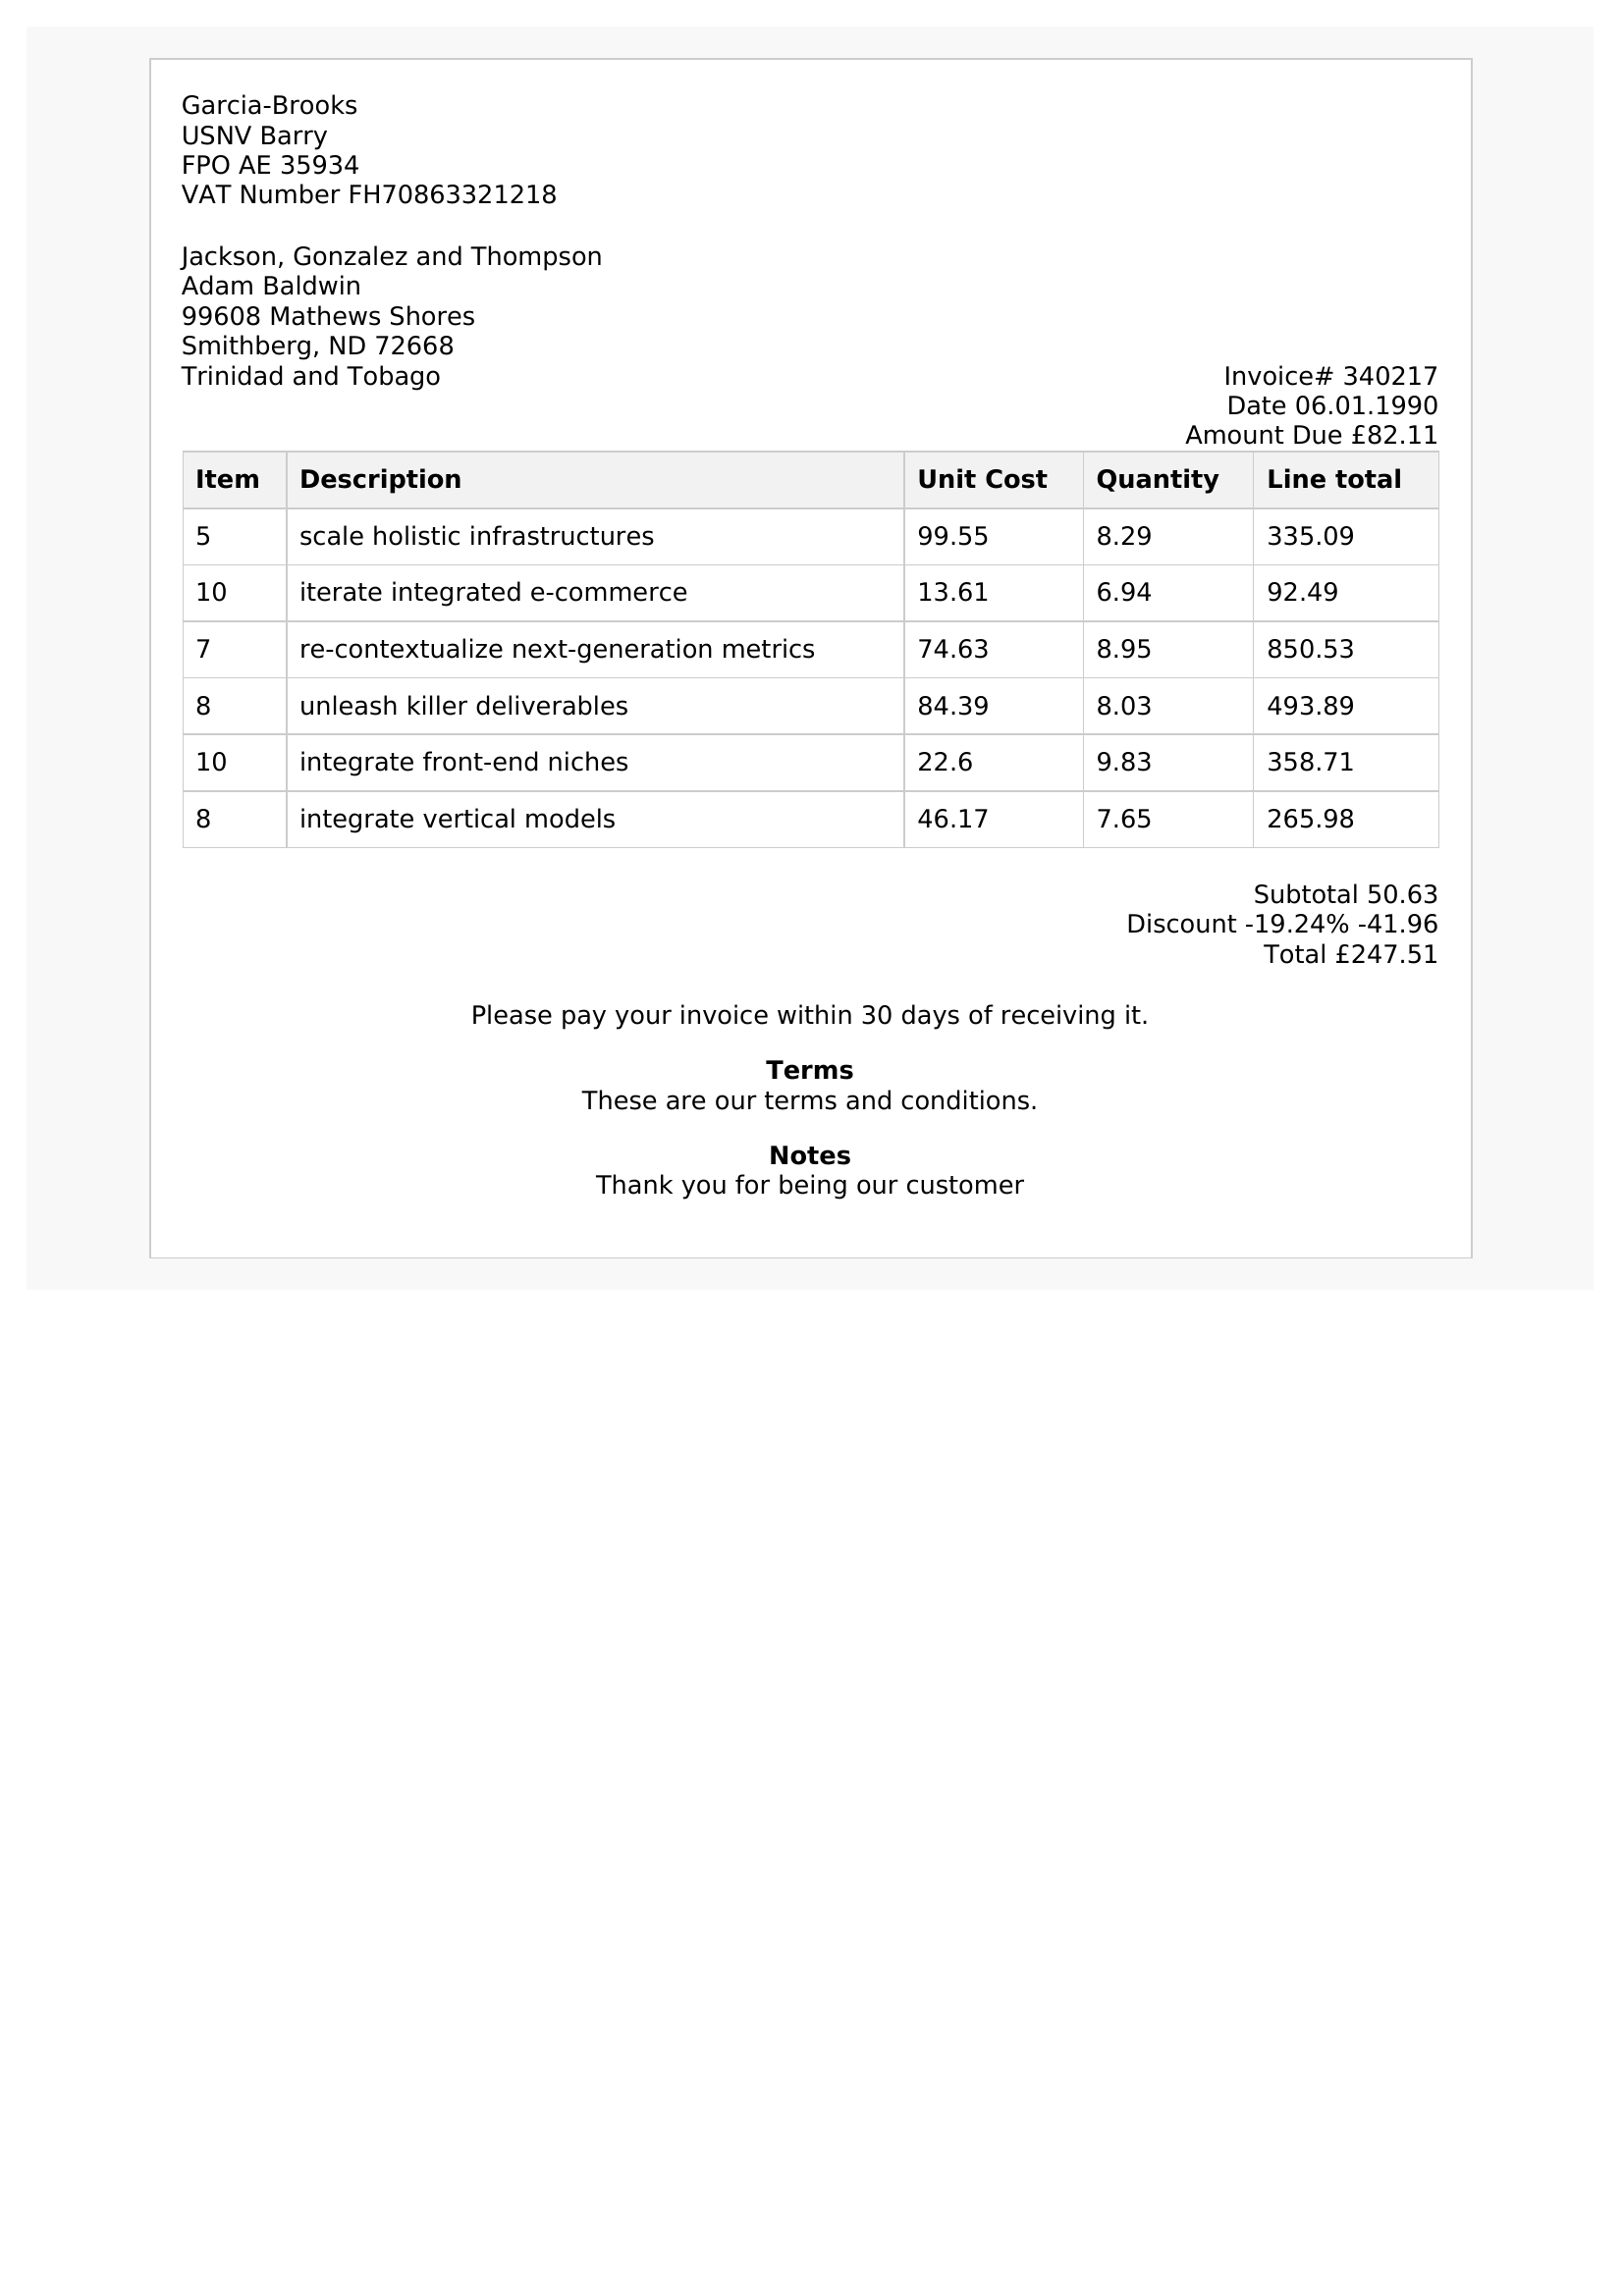 Garcia-Brooks
USNV Barry
FPO AE 35934
VAT Number FH70863321218
Jackson, Gonzalez and Thompson
Adam Baldwin
99608 Mathews Shores
Smithberg, ND 72668
Trinidad and Tobago
Invoice# 340217
Date 06.01.1990
Amount Due £82.11
Item Description Unit Cost Quantity Line total
5 scale holistic infrastructures 99.55 8.29 335.09
10 iterate integrated e-commerce 13.61 6.94 92.49
7 re-contextualize next-generation metrics 74.63 8.95 850.53
8 unleash killer deliverables 84.39 8.03 493.89
10 integrate front-end niches 22.6 9.83 358.71
8 integrate vertical models 46.17 7.65 265.98
Subtotal 50.63
Discount -19.24% -41.96
Total £247.51
Please pay your invoice within 30 days of receiving it.
Terms
These are our terms and conditions.
Notes
Thank you for being our customer